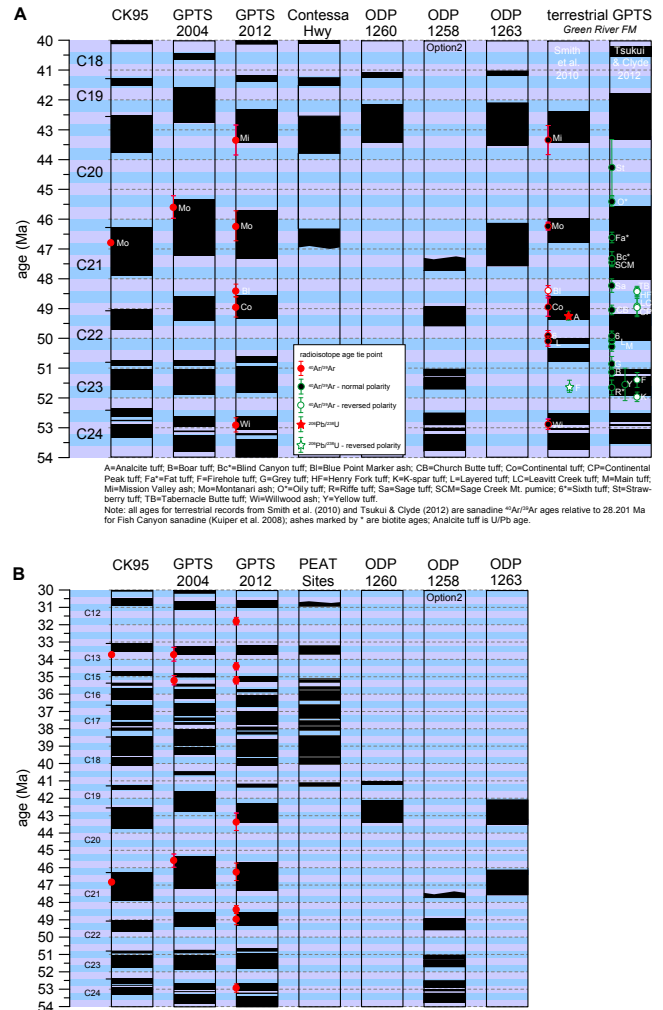 A
CK95
GPTS
2004
GPTS
2012
Contessa
Hwy
ODP
1260
ODP
1258
ODP
1263
terrestrial GPTS
Green River FM
Option2
Smith
et al.
2010
Tsukui
& Clyde
2012
age (Ma)
40
41
42
43
44
45
46
47
48
49
50
51
52
53
54
C18
C19
C20
C21
C22
C23
C24
Mo
Mo
Mi
Mo
Bl
Co
Wi
Mi
Mo
Co
A
F
Wi
St
O*
Fa*
Bc*
SCM
Sa
6
L
M
B
R*
Y
F
K
radioisotope age tie point
⁴⁰Ar/³⁹Ar
⁴⁰Ar/³⁹Ar - normal polarity
⁴⁰Ar/³⁹Ar - reversed polarity
²⁰⁶Pb/²³⁸U
²⁰⁶Pb/²³⁸U - reversed polarity
A=Analcite tuff; B=Boar tuff; Bc*=Blind Canyon tuff; Bl=Blue Point Marker ash; CB=Church Butte tuff; Co=Continental tuff; CP=Continental
Peak tuff; Fa*=Fat tuff; F=Firehole tuff; G=Grey tuff; HF=Henry Fork tuff; K=K-spar tuff; L=Layered tuff; LC=Leavitt Creek tuff; M=Main tuff;
Mi=Mission Valley ash; Mo=Montanari ash; O*=Oily tuff; R=Riffe tuff; Sa=Sage tuff; SCM=Sage Creek Mt. pumice; 6*=Sixth tuff; St=Straw-
berry tuff; TB=Tabernacle Butte tuff; Wi=Willwood ash; Y=Yellow tuff.
Note: all ages for terrestrial records from Smith et al. (2010) and Tsukui & Clyde (2012) are sanadine ⁴⁰Ar/³⁹Ar ages relative to 28.201 Ma
for Fish Canyon sanadine (Kuiper et al. 2008); ashes marked by * are biotite ages; Analcite tuff is U/Pb age.
B
CK95
GPTS
2004
GPTS
2012
PEAT
Sites
ODP
1260
ODP
1258
ODP
1263
Option2
age (Ma)
30
31
32
33
34
35
36
37
38
39
40
41
42
43
44
45
46
47
48
49
50
51
52
53
54
C12
C13
C15
C16
C17
C18
C19
C20
C21
C22
C23
C24